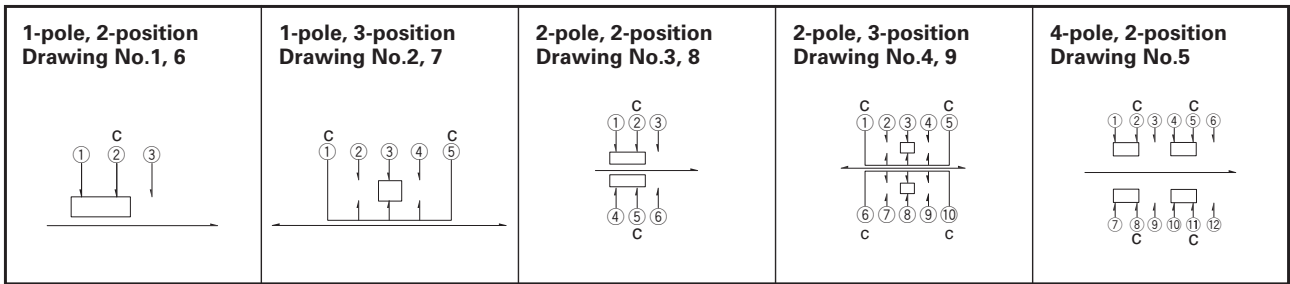 1-pole, 2-position
Drawing No.1, 6
C
① ② ③
1-pole, 3-position
Drawing No.2, 7
C C
① ② ③ ④ ⑤
2-pole, 2-position
Drawing No.3, 8
C
① ② ③
④ ⑤ ⑥
C
2-pole, 3-position
Drawing No.4, 9
C C
① ② ③ ④ ⑤
⑥ ⑦ ⑧ ⑨ ⑩
C C
4-pole, 2-position
Drawing No.5
C C
① ② ③ ④ ⑤ ⑥
⑦ ⑧ ⑨ ⑩ ⑪ ⑫
C C